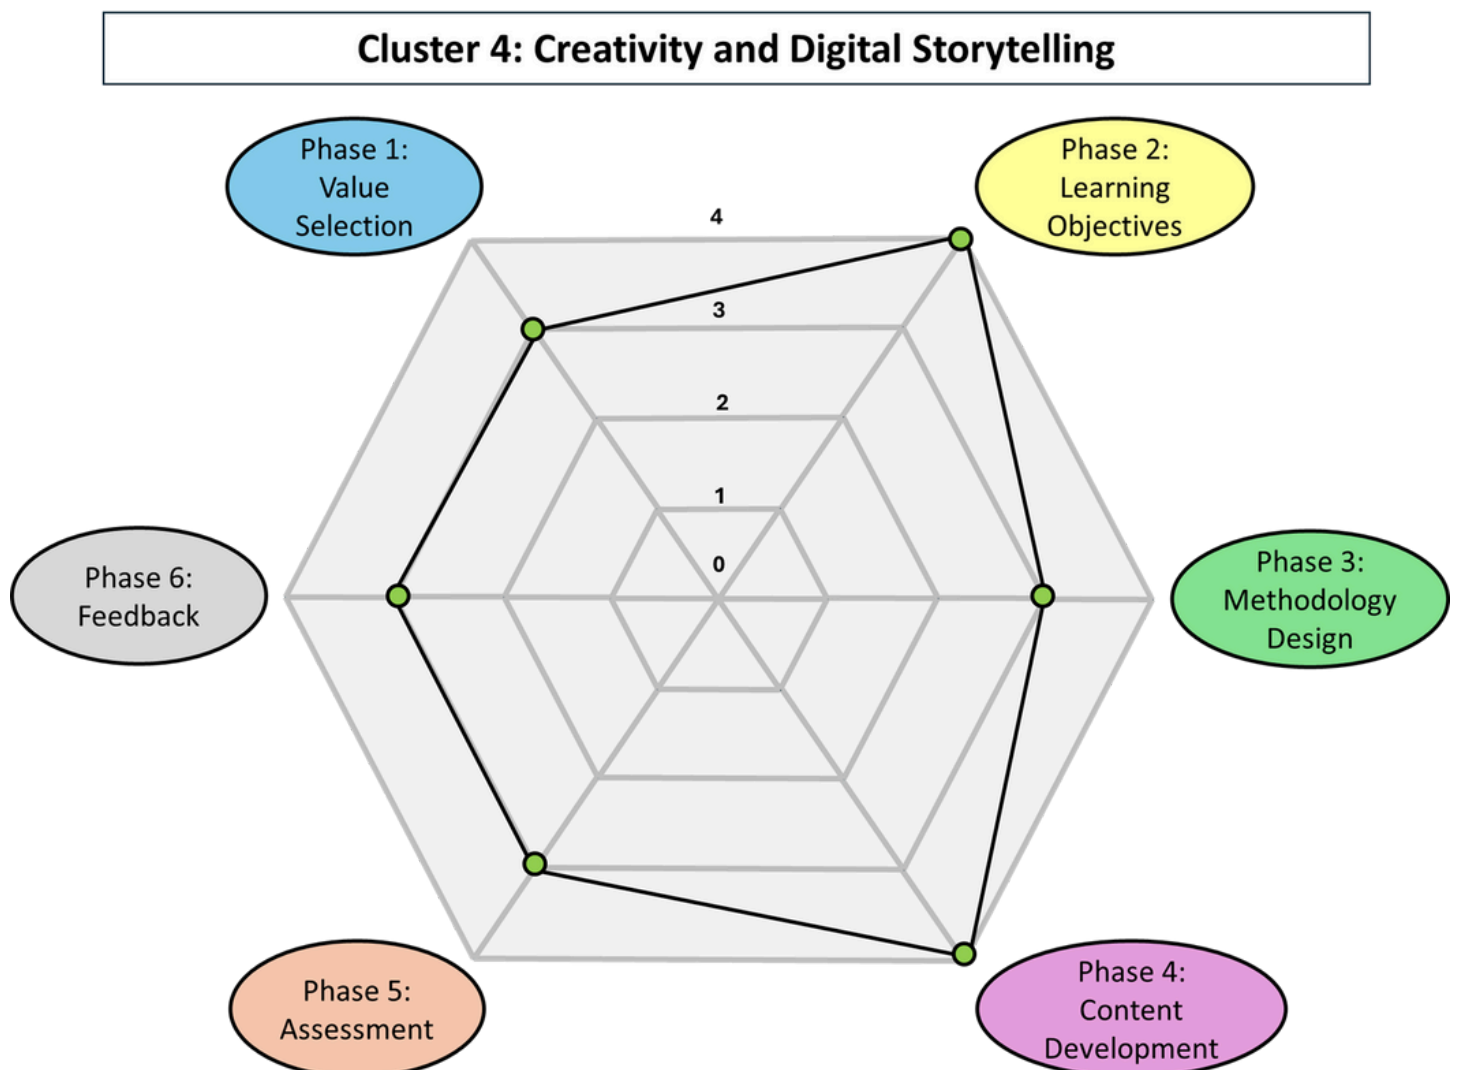 Cluster 4: Creativity and Digital Storytelling
Phase 1:
Value
Selection
Phase 2:
Learning
Objectives
4
3
2
1
0
Phase 6:
Feedback
Phase 3:
Methodology
Design
Phase 5:
Assessment
Phase 4:
Content
Development